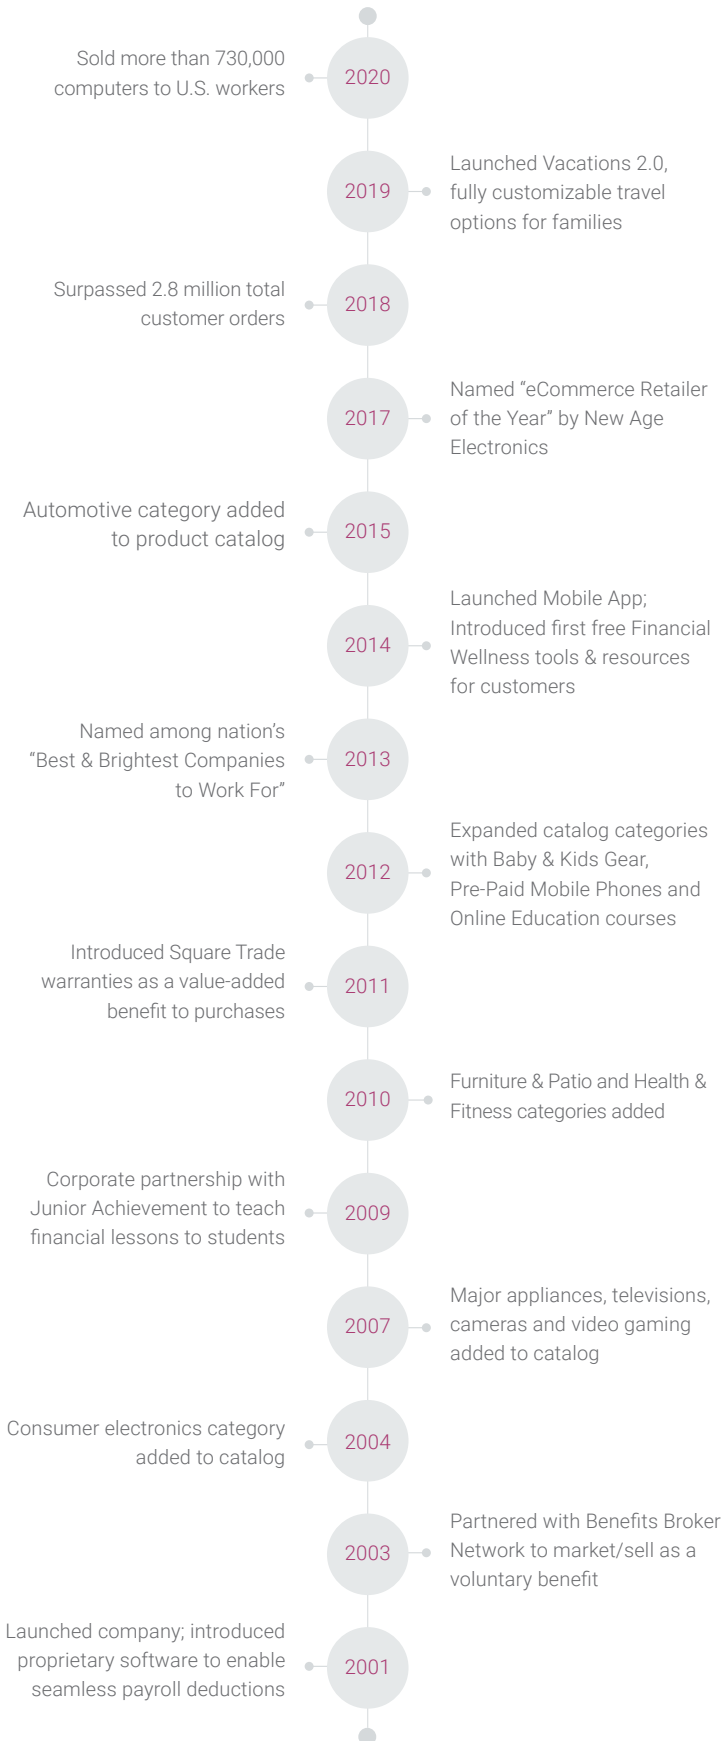 Sold more than 730,000
computers to U.S. workers
2020
2019
Launched Vacations 2.0,
fully customizable travel
options for families
Surpassed 2.8 million total
customer orders
2018
2017
Named “eCommerce Retailer
of the Year” by New Age
Electronics
Automotive category added
to product catalog
2015
2014
Launched Mobile App;
Introduced first free Financial
Wellness tools & resources
for customers
Named among nation’s
“Best & Brightest Companies
to Work For”
2013
2012
Expanded catalog categories
with Baby & Kids Gear,
Pre-Paid Mobile Phones and
Online Education courses
Introduced Square Trade
warranties as a value-added
benefit to purchases
2011
2010
Furniture & Patio and Health &
Fitness categories added
Corporate partnership with
Junior Achievement to teach
financial lessons to students
2009
2007
Major appliances, televisions,
cameras and video gaming
added to catalog
Consumer electronics category
added to catalog
2004
2003
Partnered with Benefits Broker
Network to market/sell as a
voluntary benefit
Launched company; introduced
proprietary software to enable
seamless payroll deductions
2001